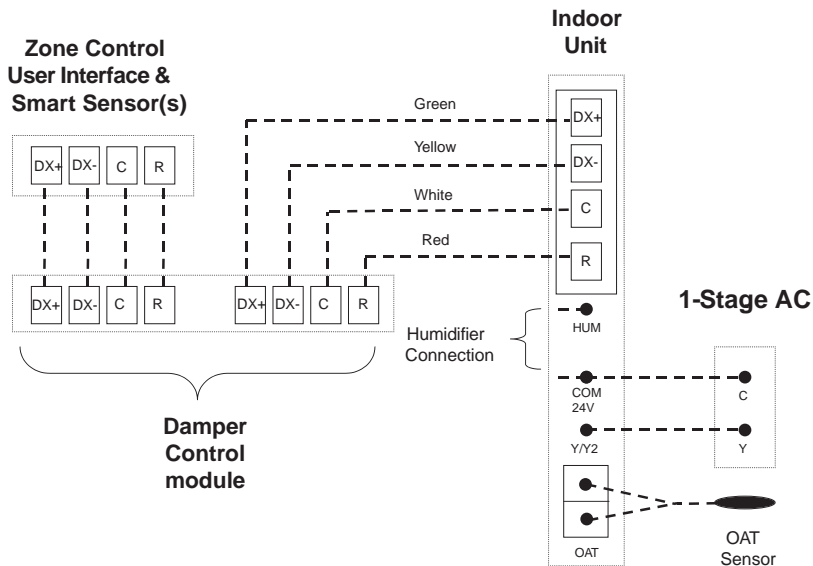 Zone Control
User Interface &
Smart Sensor(s)
DX+ DX- C R
DX+ DX- C R
DX+ DX- C R
Damper
Control
module
Green
Yellow
White
Red
Indoor
Unit
DX+
DX-
C
R
HUM
Humidifier
Connection
COM
24V
Y/Y2
OAT
1-Stage AC
C
Y
OAT
Sensor